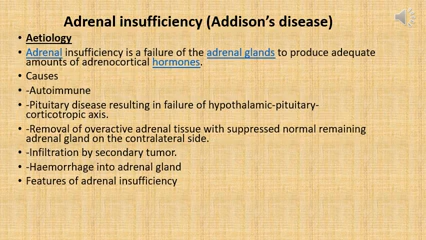 Adrenal insufficiency (Addison’s disease)
• Aetiology
• Adrenal insufficiency is a failure of the adrenal glands to produce adequate
amounts of adrenocortical hormones.
• Causes
• -Autoimmune
• -Pituitary disease resulting in failure of hypothalamic-pituitary-
corticotropic axis.
• -Removal of overactive adrenal tissue with suppressed normal remaining
adrenal gland on the contralateral side.
• -Infiltration by secondary tumor.
• -Haemorrhage into adrenal gland
• Features of adrenal insufficiency